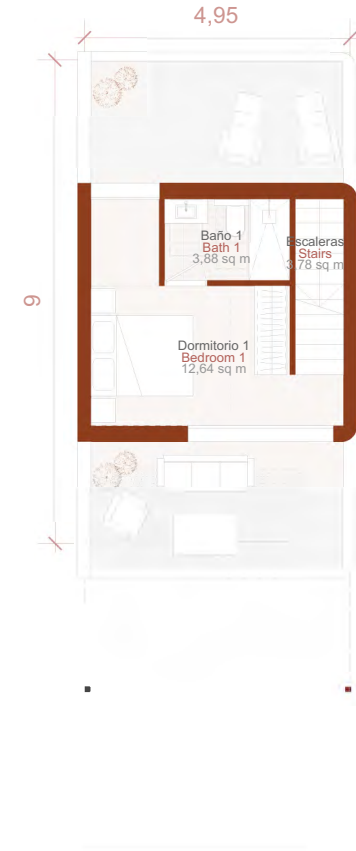 4,95
9
Baño 1
Bath 1
3,88 sq m
Escaleras
Stairs
3,78 sq m
Dormitorio 1
Bedroom 1
12,64 sq m